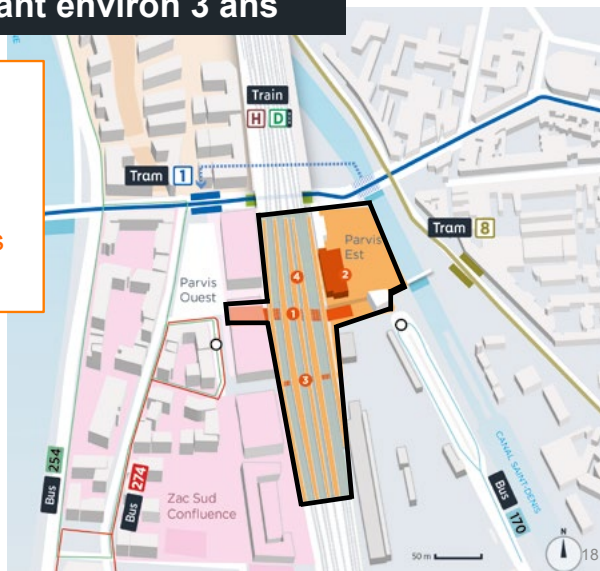 ant environ 3 ans
s
Train
H D
Tram 1
Tram 8
Parvis
Est
Parvis
Ouest
4
2
1
3
Bus 254
Bus 274
Zac Sud
Confluence
CANAL SAINT-DENIS
Bus 170
50 m
N
18